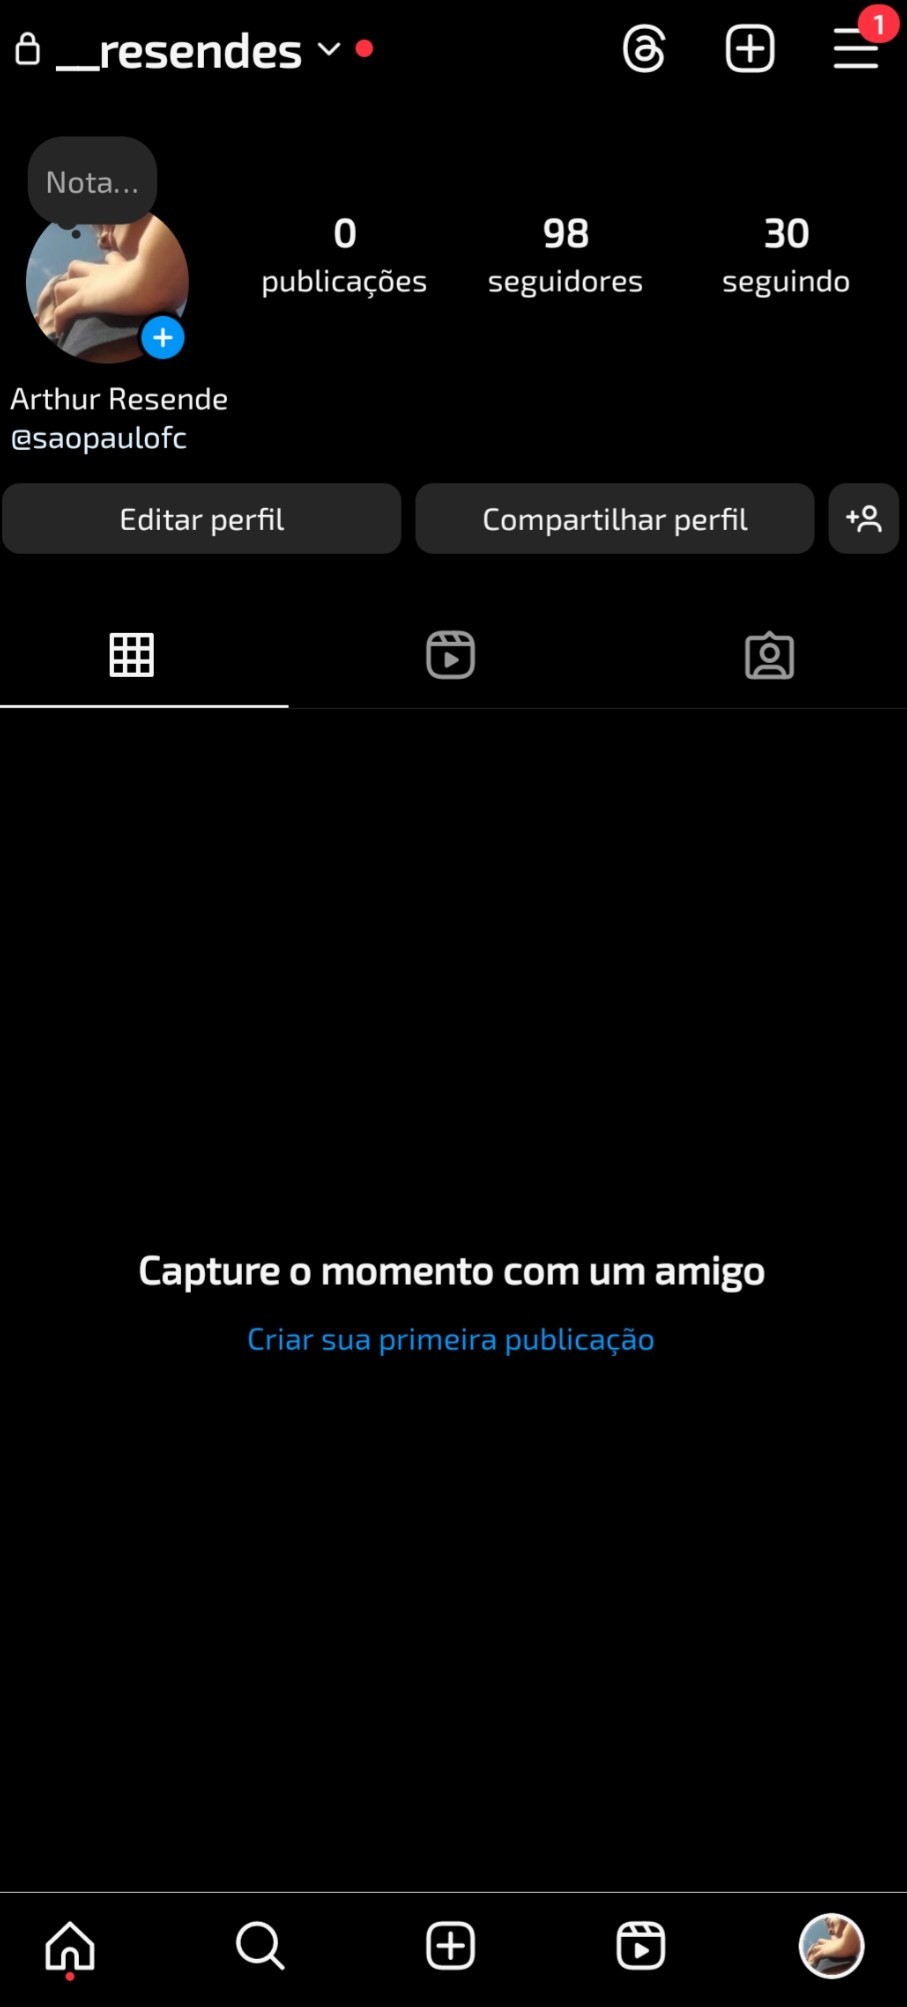 __resendes
1
Nota...
0 98 30
publicações seguidores seguindo
Arthur Resende
@saopaulofc
Editar perfil Compartilhar perfil
Capture o momento com um amigo
Criar sua primeira publicação